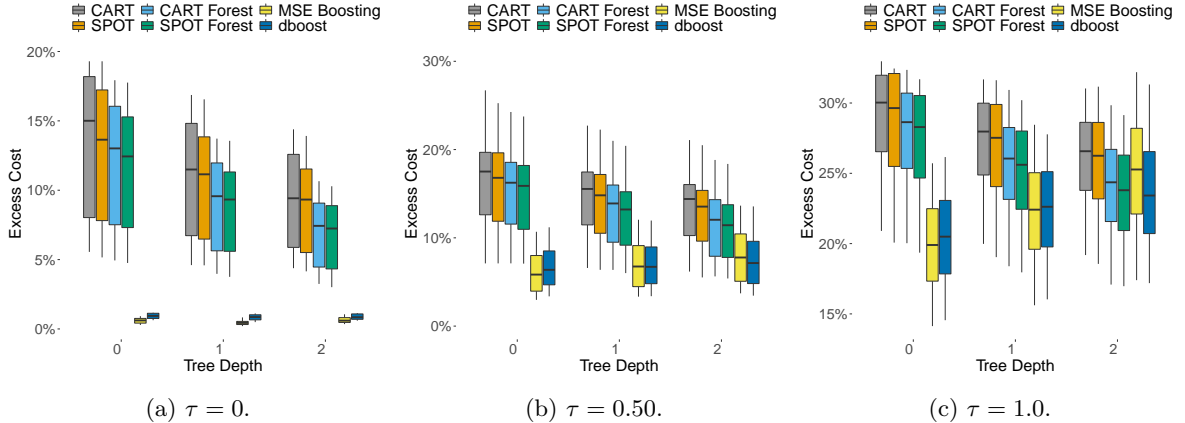 CART CART Forest MSE Boosting
SPOT SPOT Forest dboost
20%
15%
10%
5%
0%
Excess Cost
0 1 2
Tree Depth
(a) τ = 0.
CART CART Forest MSE Boosting
SPOT SPOT Forest dboost
30%
20%
10%
0%
Excess Cost
0 1 2
Tree Depth
(b) τ = 0.50.
CART CART Forest MSE Boosting
SPOT SPOT Forest dboost
30%
25%
20%
15%
Excess Cost
0 1 2
Tree Depth
(c) τ = 1.0.